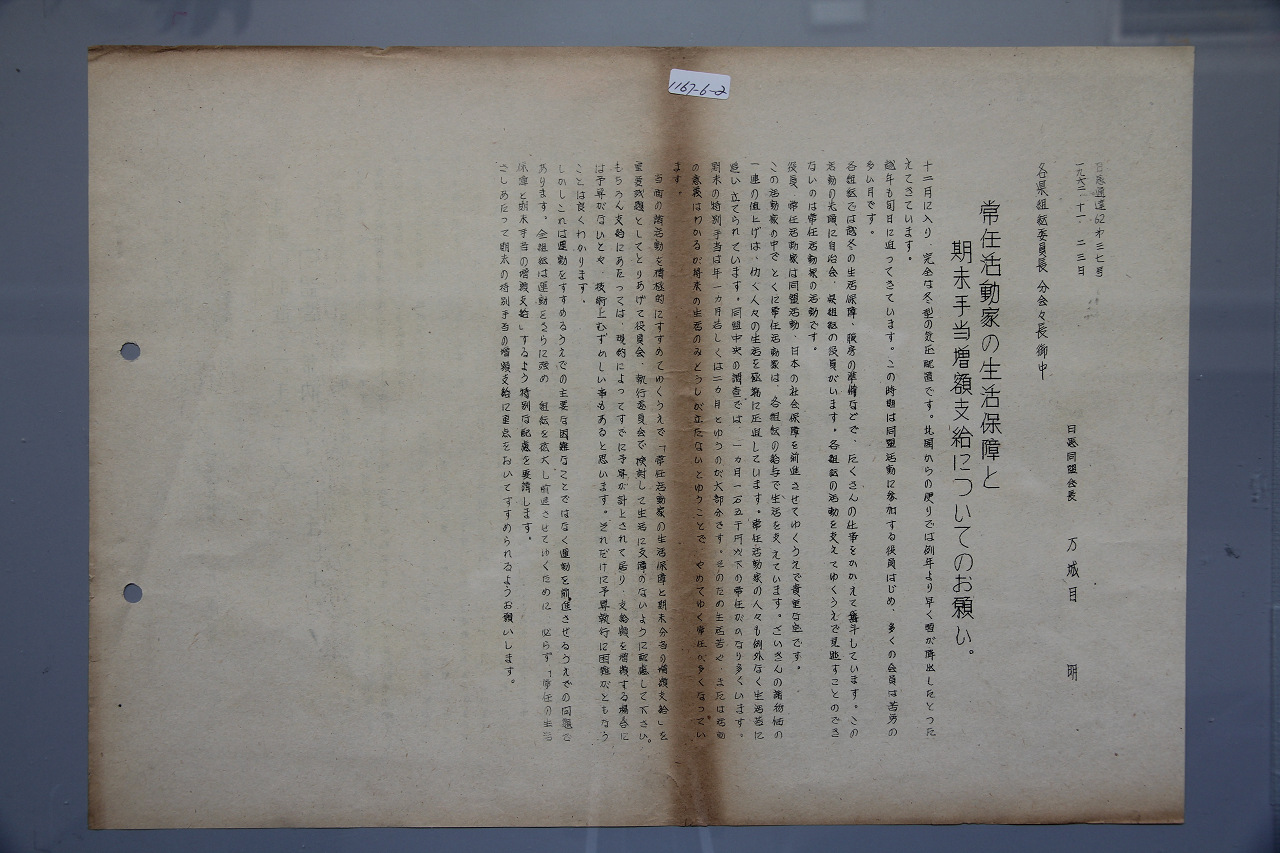 1167-6-2
日患通達62才三七号
一九六二・十一・二三日
各県組織委員長 分会々長 御中
日患同盟会長 万城目 明
常任活動家の生活保障と
期末手当増額支給についてのお願い。
十二月に入り、完全は冬型の気圧配置です。北国からの便りでは例年より早く雪が降出したとつた
えてきています。
越年も旬日に迫ってきています。この時期は同盟活動に参加する役員はじめ、多くの会員は苦労の
多い月です。
各組織では越冬の生活保障、暖房の準備などで、たくさんの仕事をかかえて奮斗しています。この
活動の先頭に自治会、県組織の役員がいます。各組織の活動を支えてゆくうえで見逃すことのでき
ないのは常任活動家の活動です。
役員、常任活動家は同盟活動、日本の社会保障を前進させてゆくうえで貴重な宝です。
この活動家の中でとくに常任活動家は、各組織の給与で生活を支えています。さいきんの諸物価の
一連の値上げは、仂く人々の生活を極端に圧迫しています。常任活動家の人々も例外なく生活苦に
追い立てられています。同盟中央の調査では、一ヵ月一万五千円以下の常任がかなり多くいます。
期末の特別手当は年一ヵ月若しくは二ヵ月とゆうのが大部分です。そのため生活苦や、または活動
の意義はわかるが将来の生活のみとうしが立たないとゆうことで、やめてゆく常任が多くなってい
ます。
当面の諸活動を積極的にすすめてゆくうえで「常任活動家の生活保障と期末分手当増額支給」を
重要議題としてとりあげて役員会、執行委員会で検討して生活に支障のないように配慮して下さい。
もちろん支給にあたっては、規約によってすでに予算が計上されて居り、支給額を増額する場合に
は予算がないとか、技術上むずかしい事もあると思います。それだけに予算執行に困難がともなう
ことは良くわかります。
しかしこれは運動をすすめるうえでの主要な困難なことではなく運動を前進させるうえでの問題で
あります。全組織は運動をさらに強め、組織を拡大し前進させてゆくために、必らず「常任の生活
保障と期末手当の増額支給」するよう特別な配慮を要請します。
さしあたって期末の特別手当の増額支給に重点をおいてすすめられるようお願いします。